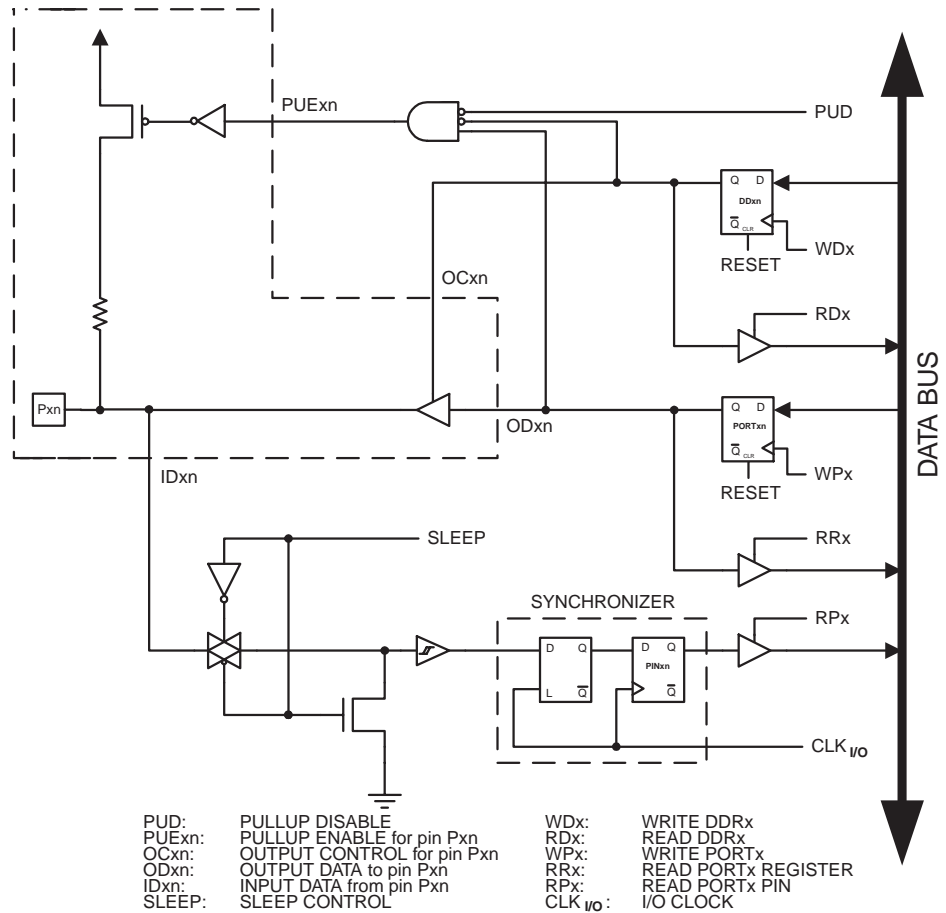 PUExn
PUD
Q D
DDxn
Q CLR
WDx
RESET
OCxn
RDx
Pxn
ODxn
Q D
PORTxn
Q CLR
WPx
RESET
IDxn
DATA BUS
SLEEP
RRx
SYNCHRONIZER
RPx
D Q
L Q
D Q
PINxn
Q
CLK I/O
PUD: PULLUP DISABLE
PUExn: PULLUP ENABLE for pin Pxn
OCxn: OUTPUT CONTROL for pin Pxn
ODxn: OUTPUT DATA to pin Pxn
IDxn: INPUT DATA from pin Pxn
SLEEP: SLEEP CONTROL
WDx: WRITE DDRx
RDx: READ DDRx
WPx: WRITE PORTx
RRx: READ PORTx REGISTER
RPx: READ PORTx PIN
CLK I/O: I/O CLOCK